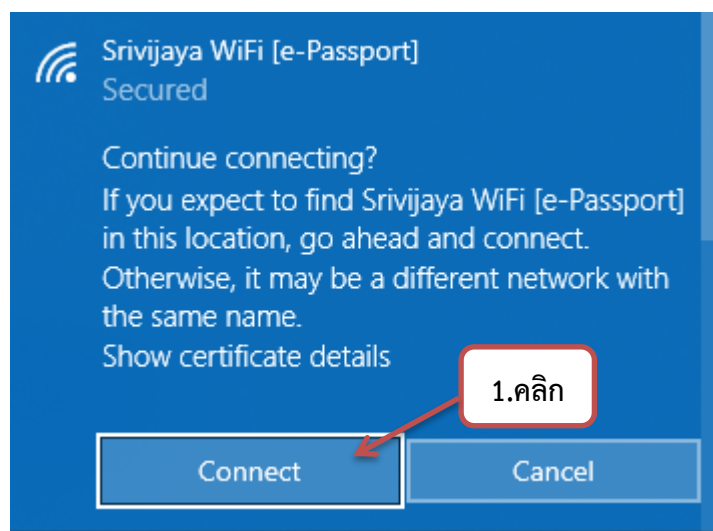 Srivijaya WiFi [e-Passport]
Secured
Continue connecting?
If you expect to find Srivijaya WiFi [e-Passport]
in this location, go ahead and connect.
Otherwise, it may be a different network with
the same name.
Show certificate details
1.คลิก
Connect
Cancel